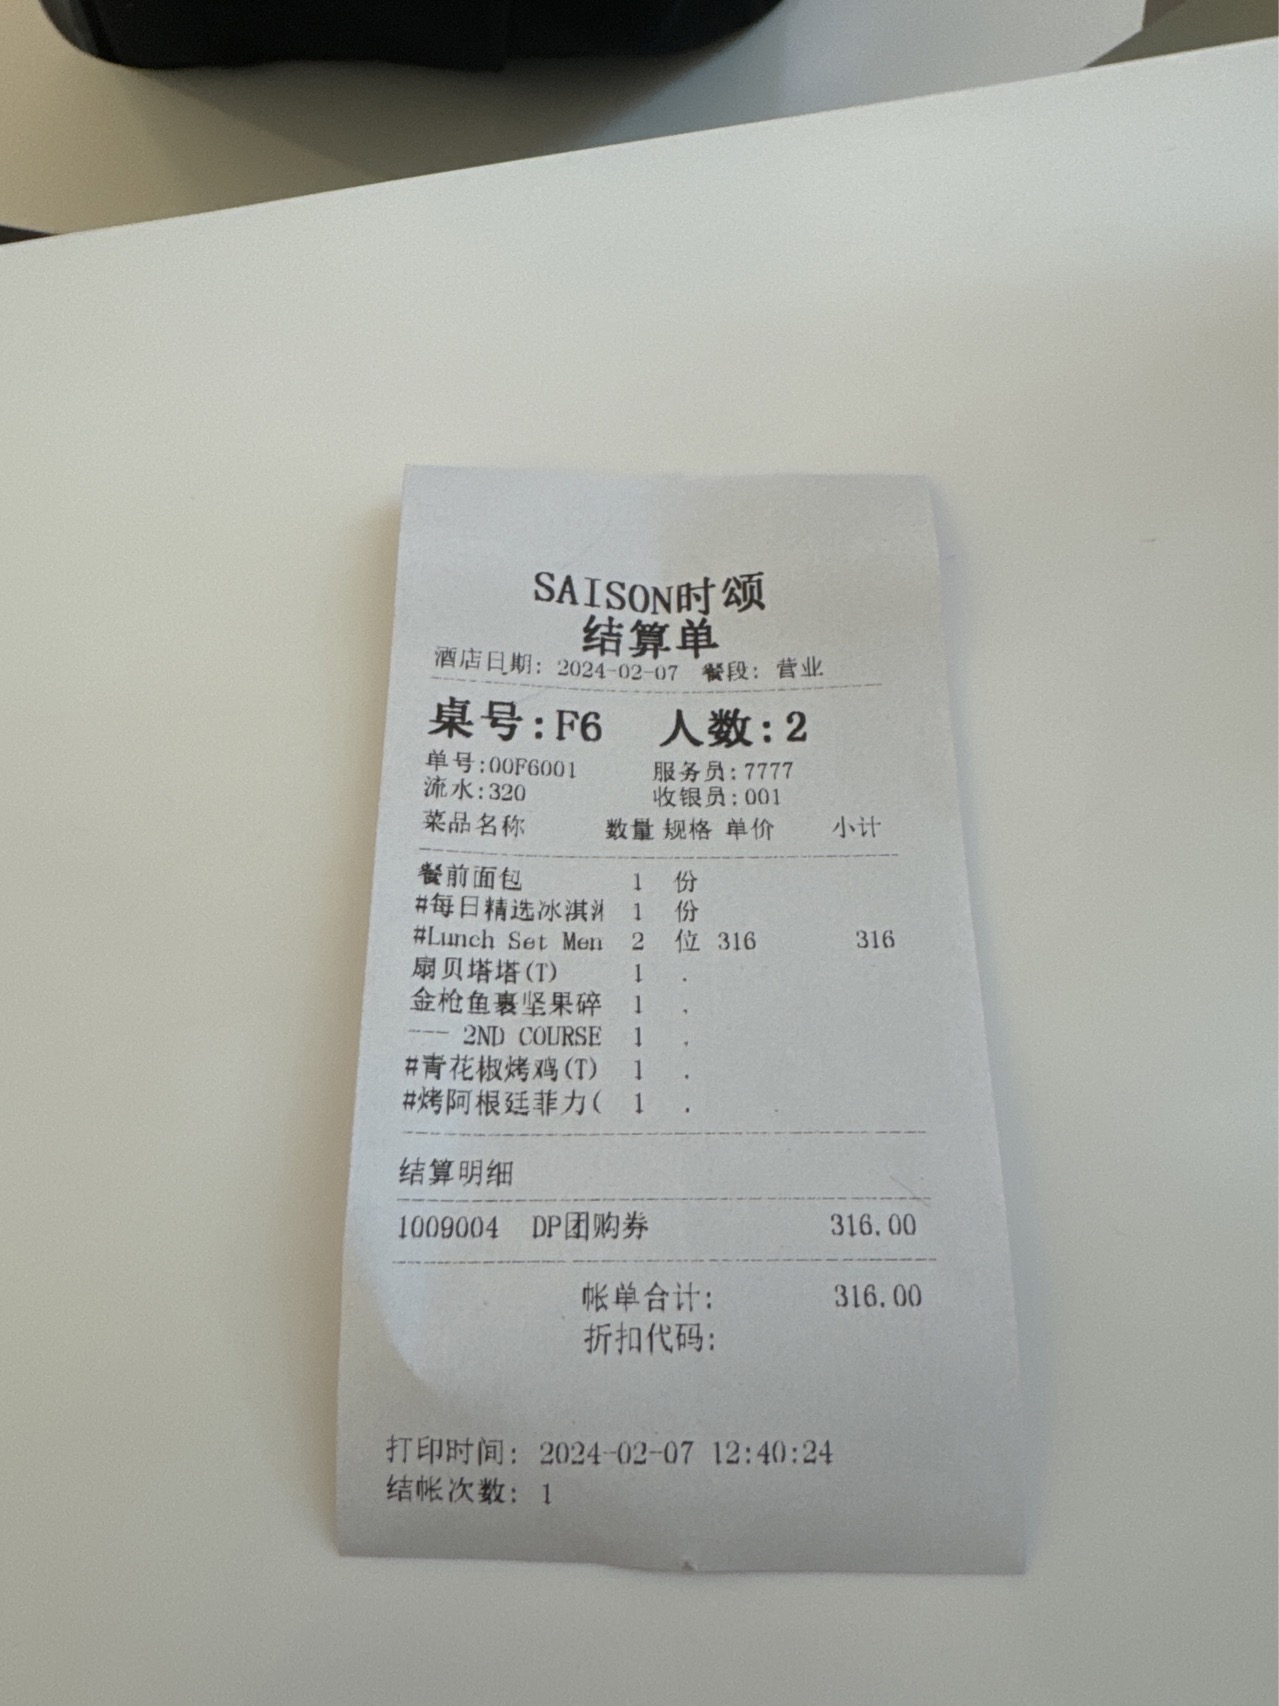 SAISON时颂
结算单
酒店日期: 2024-02-07 餐段: 营业
桌号:F6 人数:2
单号:00F6001 服务员:7777
流水:320 收银员:001
菜品名称 数量 规格 单价 小计
餐前面包 1 份
#每日精选冰淇淋 1 份
#Lunch Set Men 2 位 316 316
扇贝塔塔(T) 1 .
金枪鱼裹坚果碎 1 .
--- 2ND COURSE 1 .
#青花椒烤鸡(T) 1 .
#烤阿根廷菲力( 1 .
结算明细
1009004 DP团购券 316.00
帐单合计: 316.00
折扣代码:
打印时间: 2024-02-07 12:40:24
结帐次数: 1